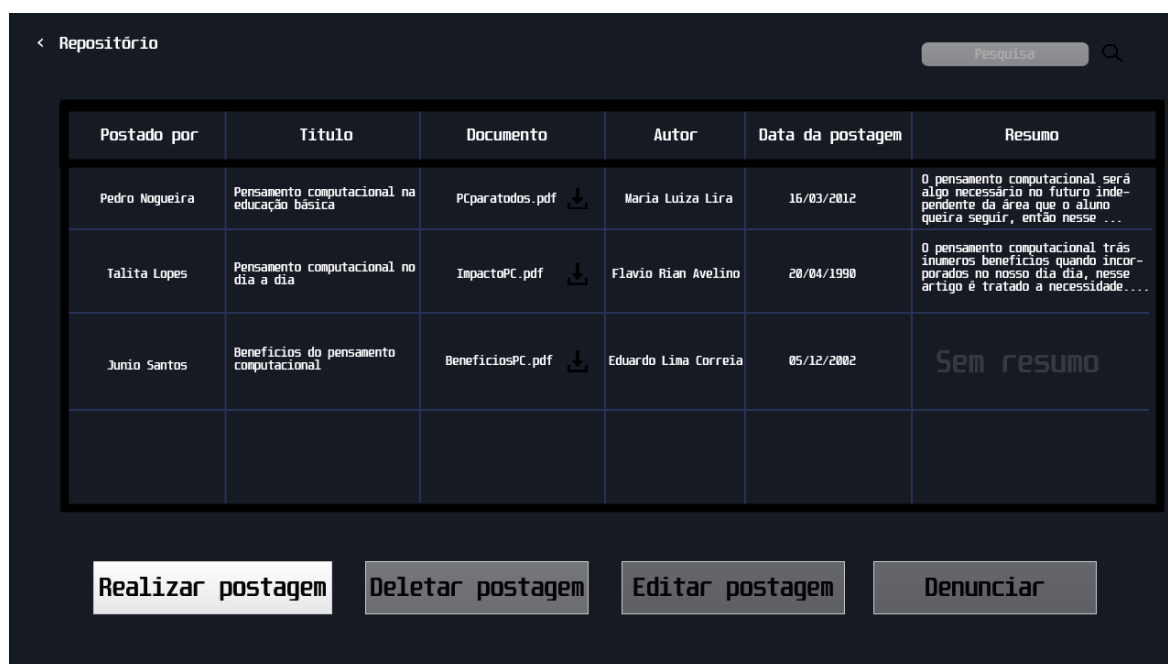 < Repositório
Pesquisa
Postado por
Titulo
Documento
Autor
Data da postagem
Resumo
Pedro Nogueira
Pensamento computacional na
educação básica
PCparatodos.pdf
Maria Luiza Lira
16/03/2012
O pensamento computacional será
algo necessário no futuro inde-
pendente da área que o aluno
queira seguir, então nesse ...
Talita Lopes
Pensamento computacional no
dia a dia
ImpactoPC.pdf
Flavio Rian Avelino
20/04/1990
O pensamento computacional trás
inumeros beneficios quando incor-
porados no nosso dia dia, nesse
artigo é tratado a necessidade....
Junio Santos
Beneficios do pensamento
computacional
BeneficiosPC.pdf
Eduardo Lima Correia
05/12/2002
Sem resumo
Realizar postagem
Deletar postagem
Editar postagem
Denunciar